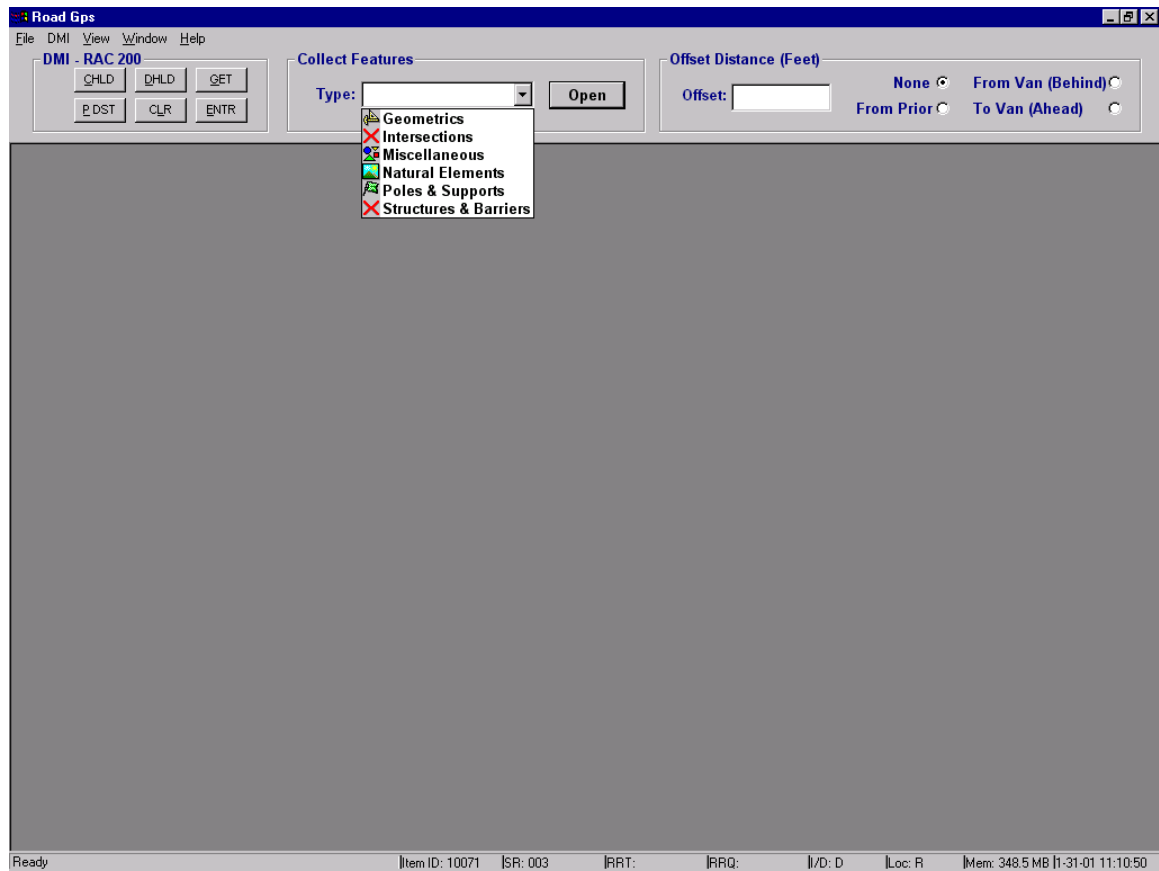 Road Gps
File DMI View Window Help
DMI - RAC 200
CHLD DHLD GET
P.DST CLR ENTR
Collect Features
Type: Open
Geometrics
Intersections
Miscellaneous
Natural Elements
Poles & Supports
Structures & Barriers
Offset Distance (Feet)
Offset:
None From Van (Behind)
From Prior To Van (Ahead)
Ready Item ID: 10071 SR: 003 RRT: RRQ: I/D: D Loc: R Mem: 348.5 MB 1-31-01 11:10:50